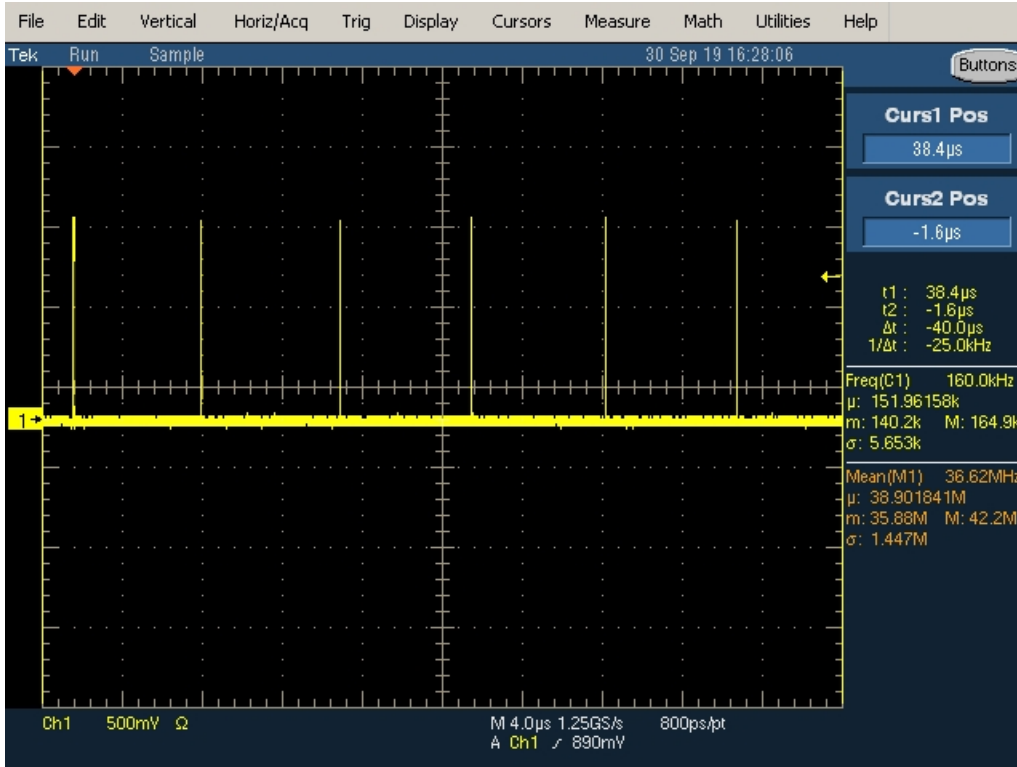 File Edit Vertical Horiz/Acq Trig Display Cursors Measure Math Utilities Help
Tek Run Sample 30 Sep 19 16:28:06
Buttons
Curs1 Pos
38.4µs
Curs2 Pos
-1.6µs
t1 : 38.4µs
t2 : -1.6µs
Δt : -40.0µs
1/Δt : -25.0kHz
Freq(C1) 160.0kHz
µ: 151.96158k
m: 140.2k M: 164.9k
σ: 5.653k
1
Mean(M1) 36.62MHz
µ: 38.901841M
m: 35.88M M: 42.2M
σ: 1.447M
Ch1 500mV Ω M 4.0µs 1.25GS/s 800ps/pt
A Ch1 ⁄ 890mV